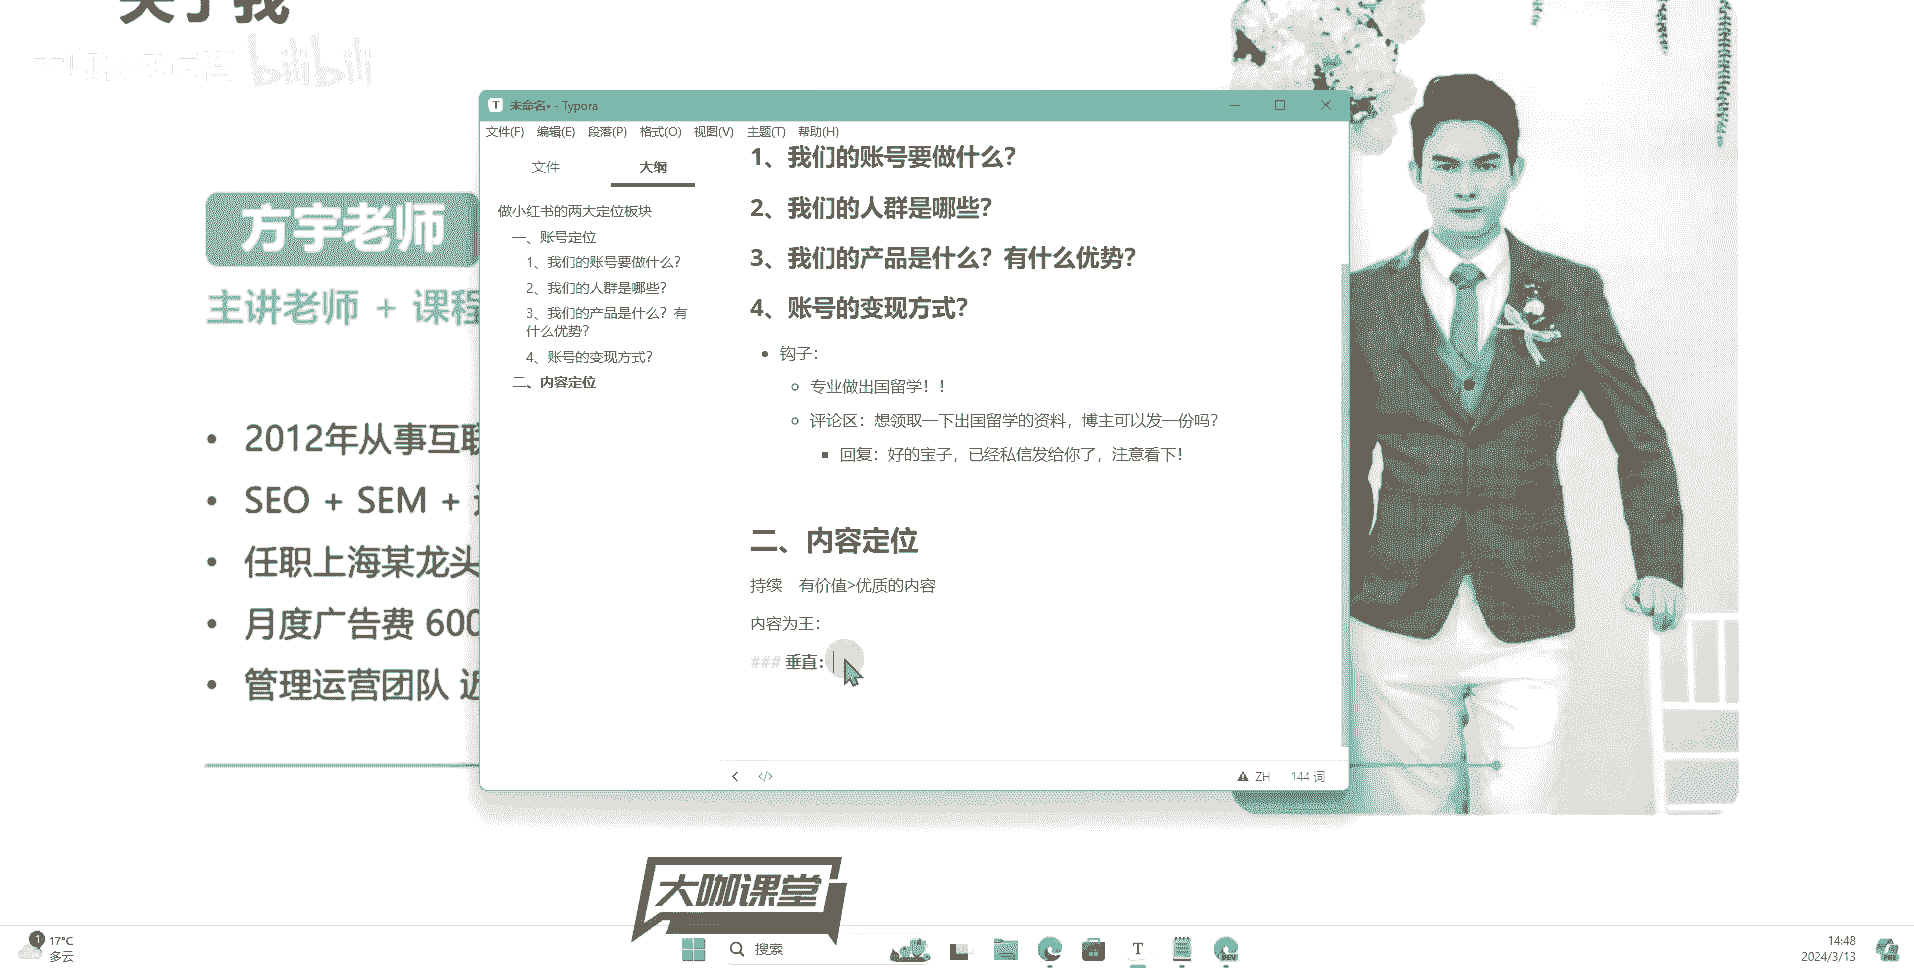 关于我
bilibili
方宇老师
主讲老师 + 课程
• 2012年从事互联
• SEO + SEM +
• 任职上海某龙头
• 月度广告费 600
• 管理运营团队 近
未命名• - Typora
文件(F) 编辑(E) 段落(P) 格式(O) 视图(V) 主题(T) 帮助(H)
文件 大纲
做小红书的两大定位板块
一、账号定位
1、我们的账号要做什么?
2、我们的人群是哪些?
3、我们的产品是什么?有
什么优势?
4、账号的变现方式?
二、内容定位
1、我们的账号要做什么?
2、我们的人群是哪些?
3、我们的产品是什么?有什么优势?
4、账号的变现方式?
• 钩子:
专业做出国留学!!
评论区:想领取一下出国留学的资料,博主可以发一份吗?
回复:好的宝子,已经私信发给你了,注意看下!
二、内容定位
持续 有价值>优质的内容
内容为王:
### 垂直:
</> ZH 144 词
大咖课堂
1 17°C
多云
搜索
T
DEV
14:48
2024/3/13
PRE